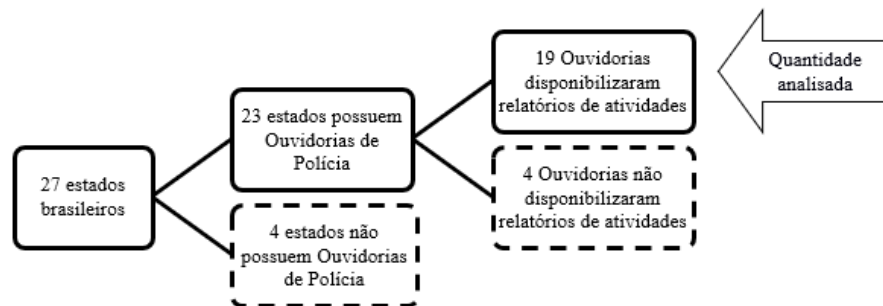 27 estados
brasileiros
23 estados possuem
Ouvidorias de
Polícia
4 estados não
possuem Ouvidorias
de Polícia
19 Ouvidorias
disponibilizaram
relatórios de atividades
4 Ouvidorias não
disponibilizaram
relatórios de atividades
Quantidade
analisada